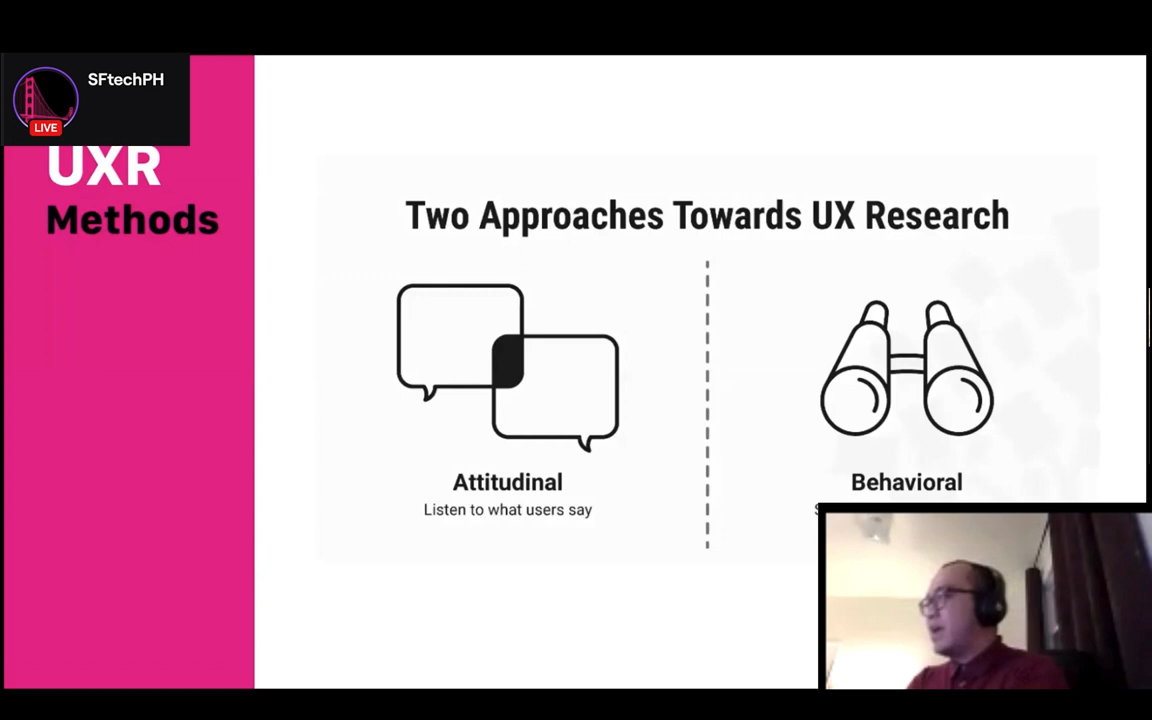 SFtechPH
LIVE
UXR
Methods
Two Approaches Towards UX Research
Attitudinal
Listen to what users say
Behavioral